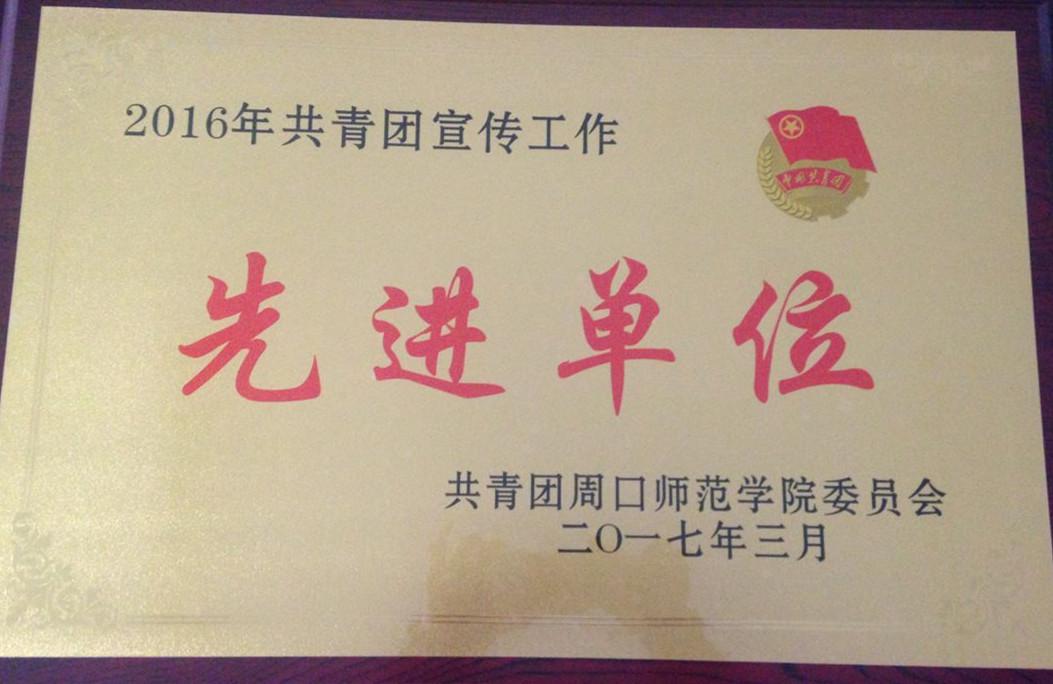 2016年共青团宣传工作
中国共青团
先进单位
共青团周口师范学院委员会
二〇一七年三月